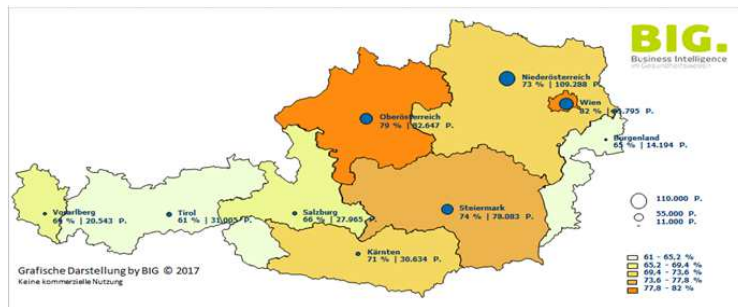 BIG.
Business Intelligence
Niederösterreich
73 % | 109.288 P.
Wien
82 % | .795 P.
Oberösterreich
79 % | 82.647 P.
Burgenland
65 % | 14.194 P.
Vorarlberg
| 20.543 P.
Tirol
61 % | 31.065 P.
Salzburg
66 % | 27.965 P.
Steiermark
74 % | 78.083 P.
Kärnten
71 % | 30.634 P.
110.000 P.
55.000 P.
11.000 P.
61 - 65,2 %
65,2 - 69,4 %
69,4 - 73,6 %
73,6 - 77,8 %
77,8 - 82 %
Grafische Darstellung by BIG © 2017
Keine kommerzielle Nutzung